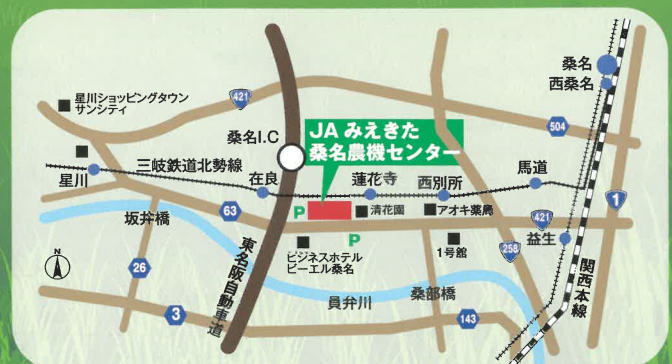 桑名
西桑名
星川ショッピングタウン
サンシティ
421
504
桑名I.C
JAみえきた
桑名農機センター
星川
三岐鉄道北勢線
在良
蓮花寺
西別所
馬道
63
P
清花園
アオキ薬局
421
1
坂井橋
P
258
益生
N
26
東名阪自動車道
ビジネスホテル
ビーエル桑名
1号館
関西本線
員弁川
桑部橋
3
143